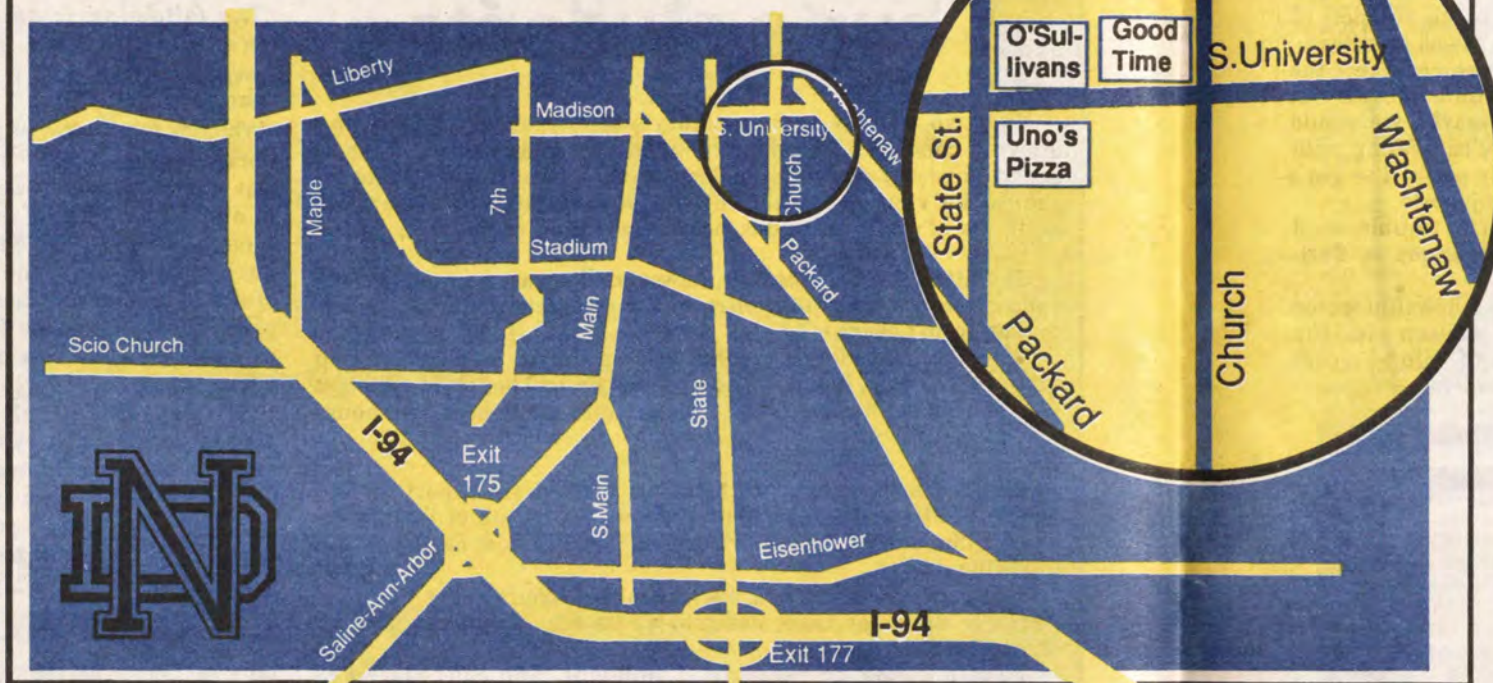 O'Sul-
livans
Good
Time
S.University
Uno's
Pizza
State St.
Washtenaw
Church
Packard
Liberty
Madison
S. University
Washtenaw
Maple
7th
Church
Stadium
Packard
Main
Scio Church
State
I-94
Exit
175
S.Main
Eisenhower
Saline-Ann-Arbor
I-94
Exit 177
ND